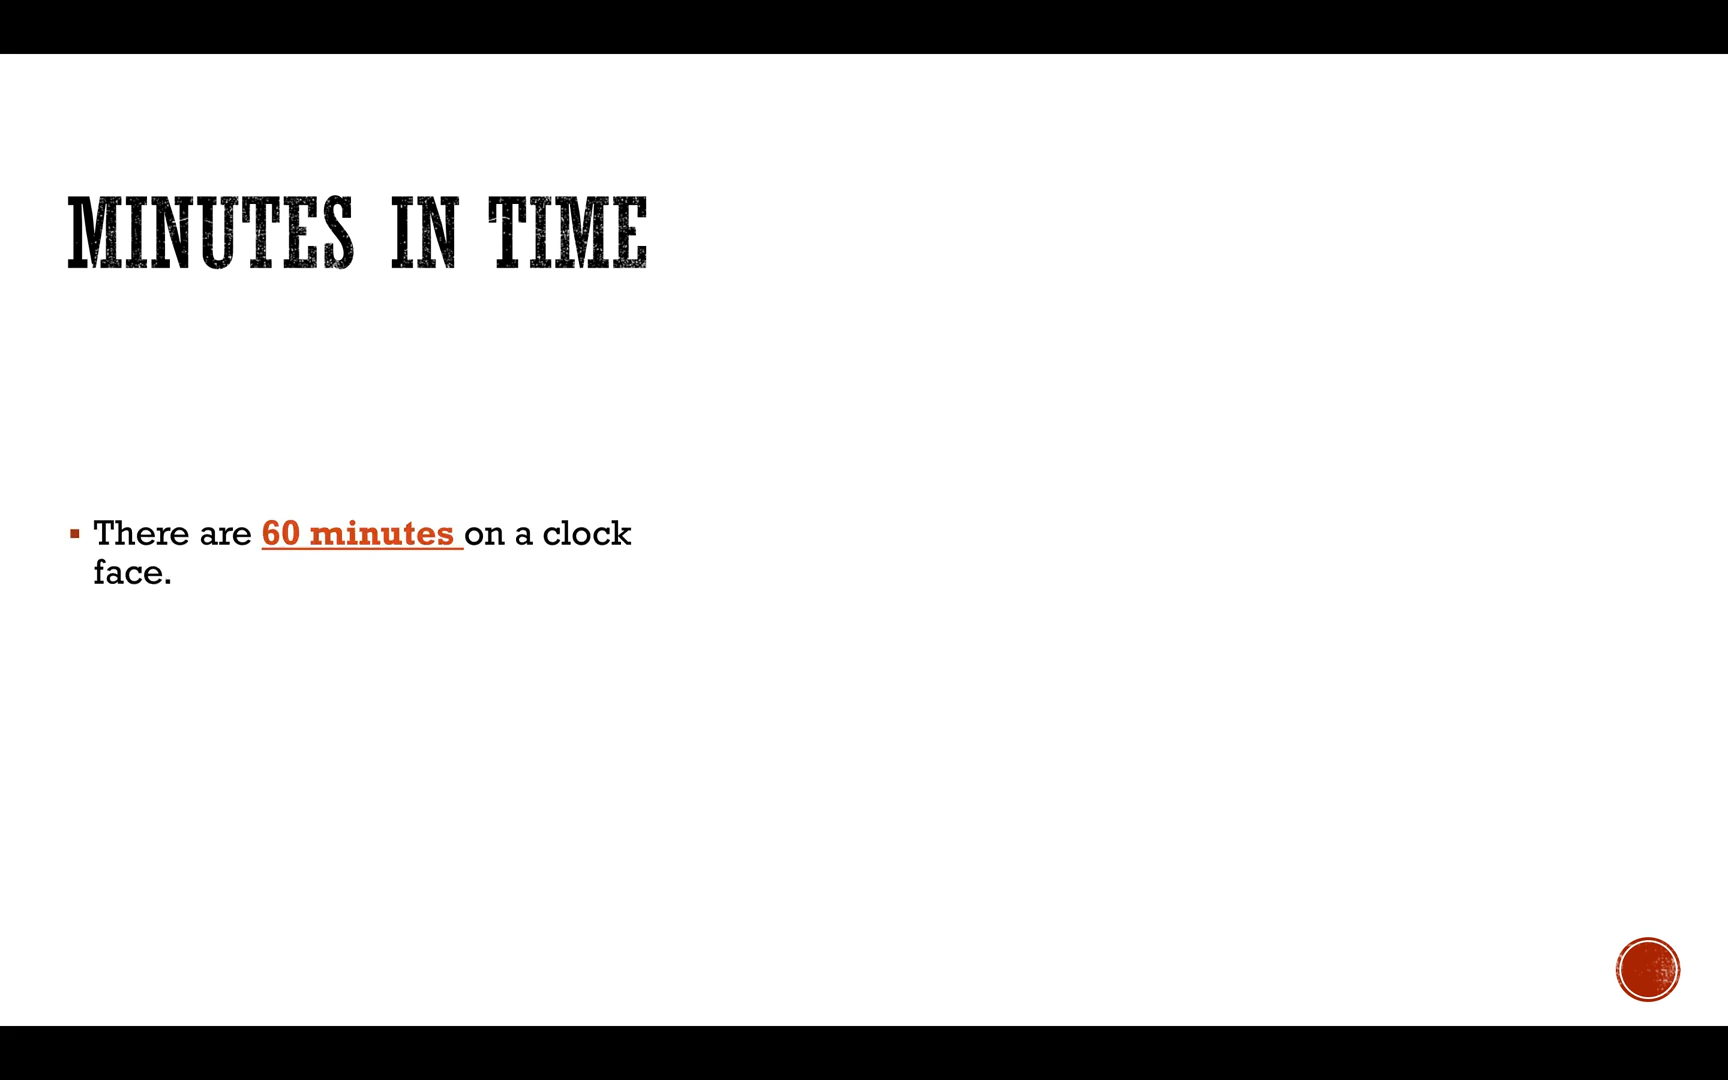 MINUTES IN TIME
▪ There are 60 minutes on a clock
face.